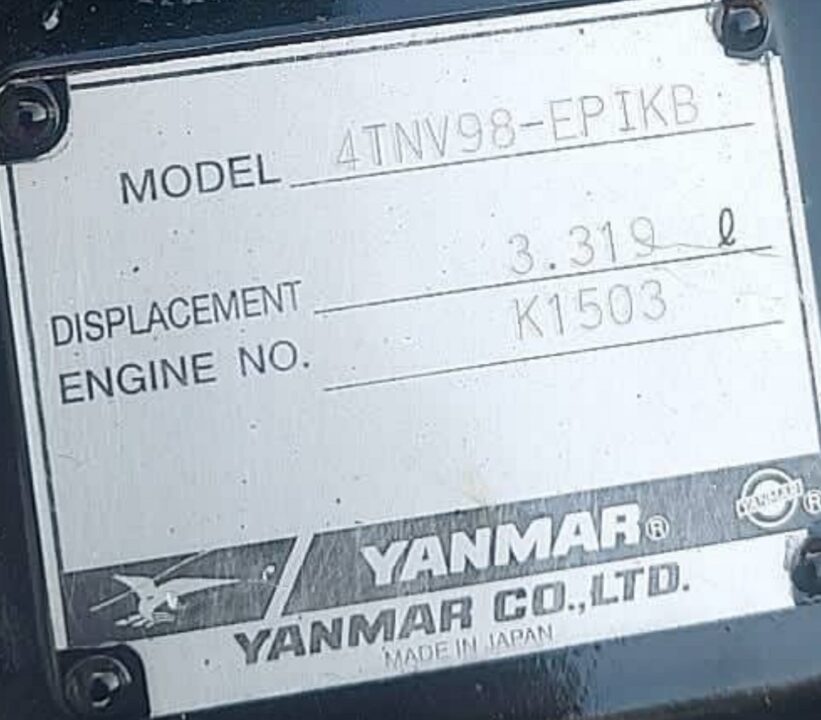 MODEL 4TNV98-EPIKB
DISPLACEMENT 3.319 ℓ
ENGINE NO. K1503
YANMAR®
YANMAR ®
YANMAR CO.,LTD.
MADE IN JAPAN